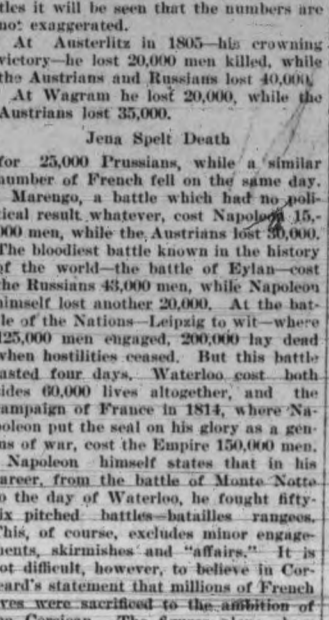 tles it will be seen that the numbers are
not exaggerated.
At Austerlitz in 1805—his crowning
victory—he lost 20,000 men killed, while
the Austrians and Russians lost 40,000.
At Wagram he lost 20,000, while the
Austrians lost 35,000.
Jena Spelt Death
for 25,000 Prussians, while a similar
number of French fell on the same day.
Marengo, a battle which had no poli-
tical result whatever, cost Napoleon 15,-
000 men, while the Austrians lost 30,000.
The bloodiest battle known in the history
of the world—the battle of Eylan—cost
the Russians 43,000 men, while Napoleon
himself lost another 20,000. At the bat-
tle of the Nations—Leipzig to wit—where
125,000 men engaged, 200,000 lay dead
when hostilities ceased. But this battle
lasted four days. Waterloo cost both
sides 60,000 lives altogether, and the
campaign of France in 1814, where Na-
poleon put the seal on his glory as a gen-
us of war, cost the Empire 150,000 men.
Napoleon himself states that in his
career, from the battle of Monte Notte
to the day of Waterloo, he fought fifty-
six pitched battles—batailles rangees.
This, of course, excludes minor engage-
ments, skirmishes and "affairs." It is
not difficult, however, to believe in Cor-
eard's statement that millions of French
lives were sacrificed to the ambition of